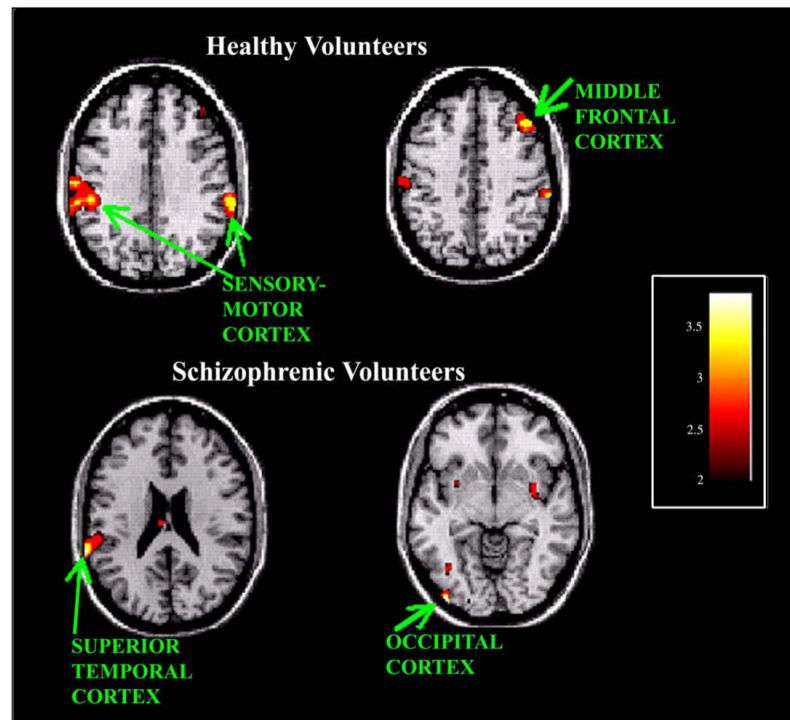 Healthy Volunteers
MIDDLE
FRONTAL
CORTEX
SENSORY-
MOTOR
CORTEX
3.5
3
2.5
2
Schizophrenic Volunteers
SUPERIOR
TEMPORAL
CORTEX
OCCIPITAL
CORTEX